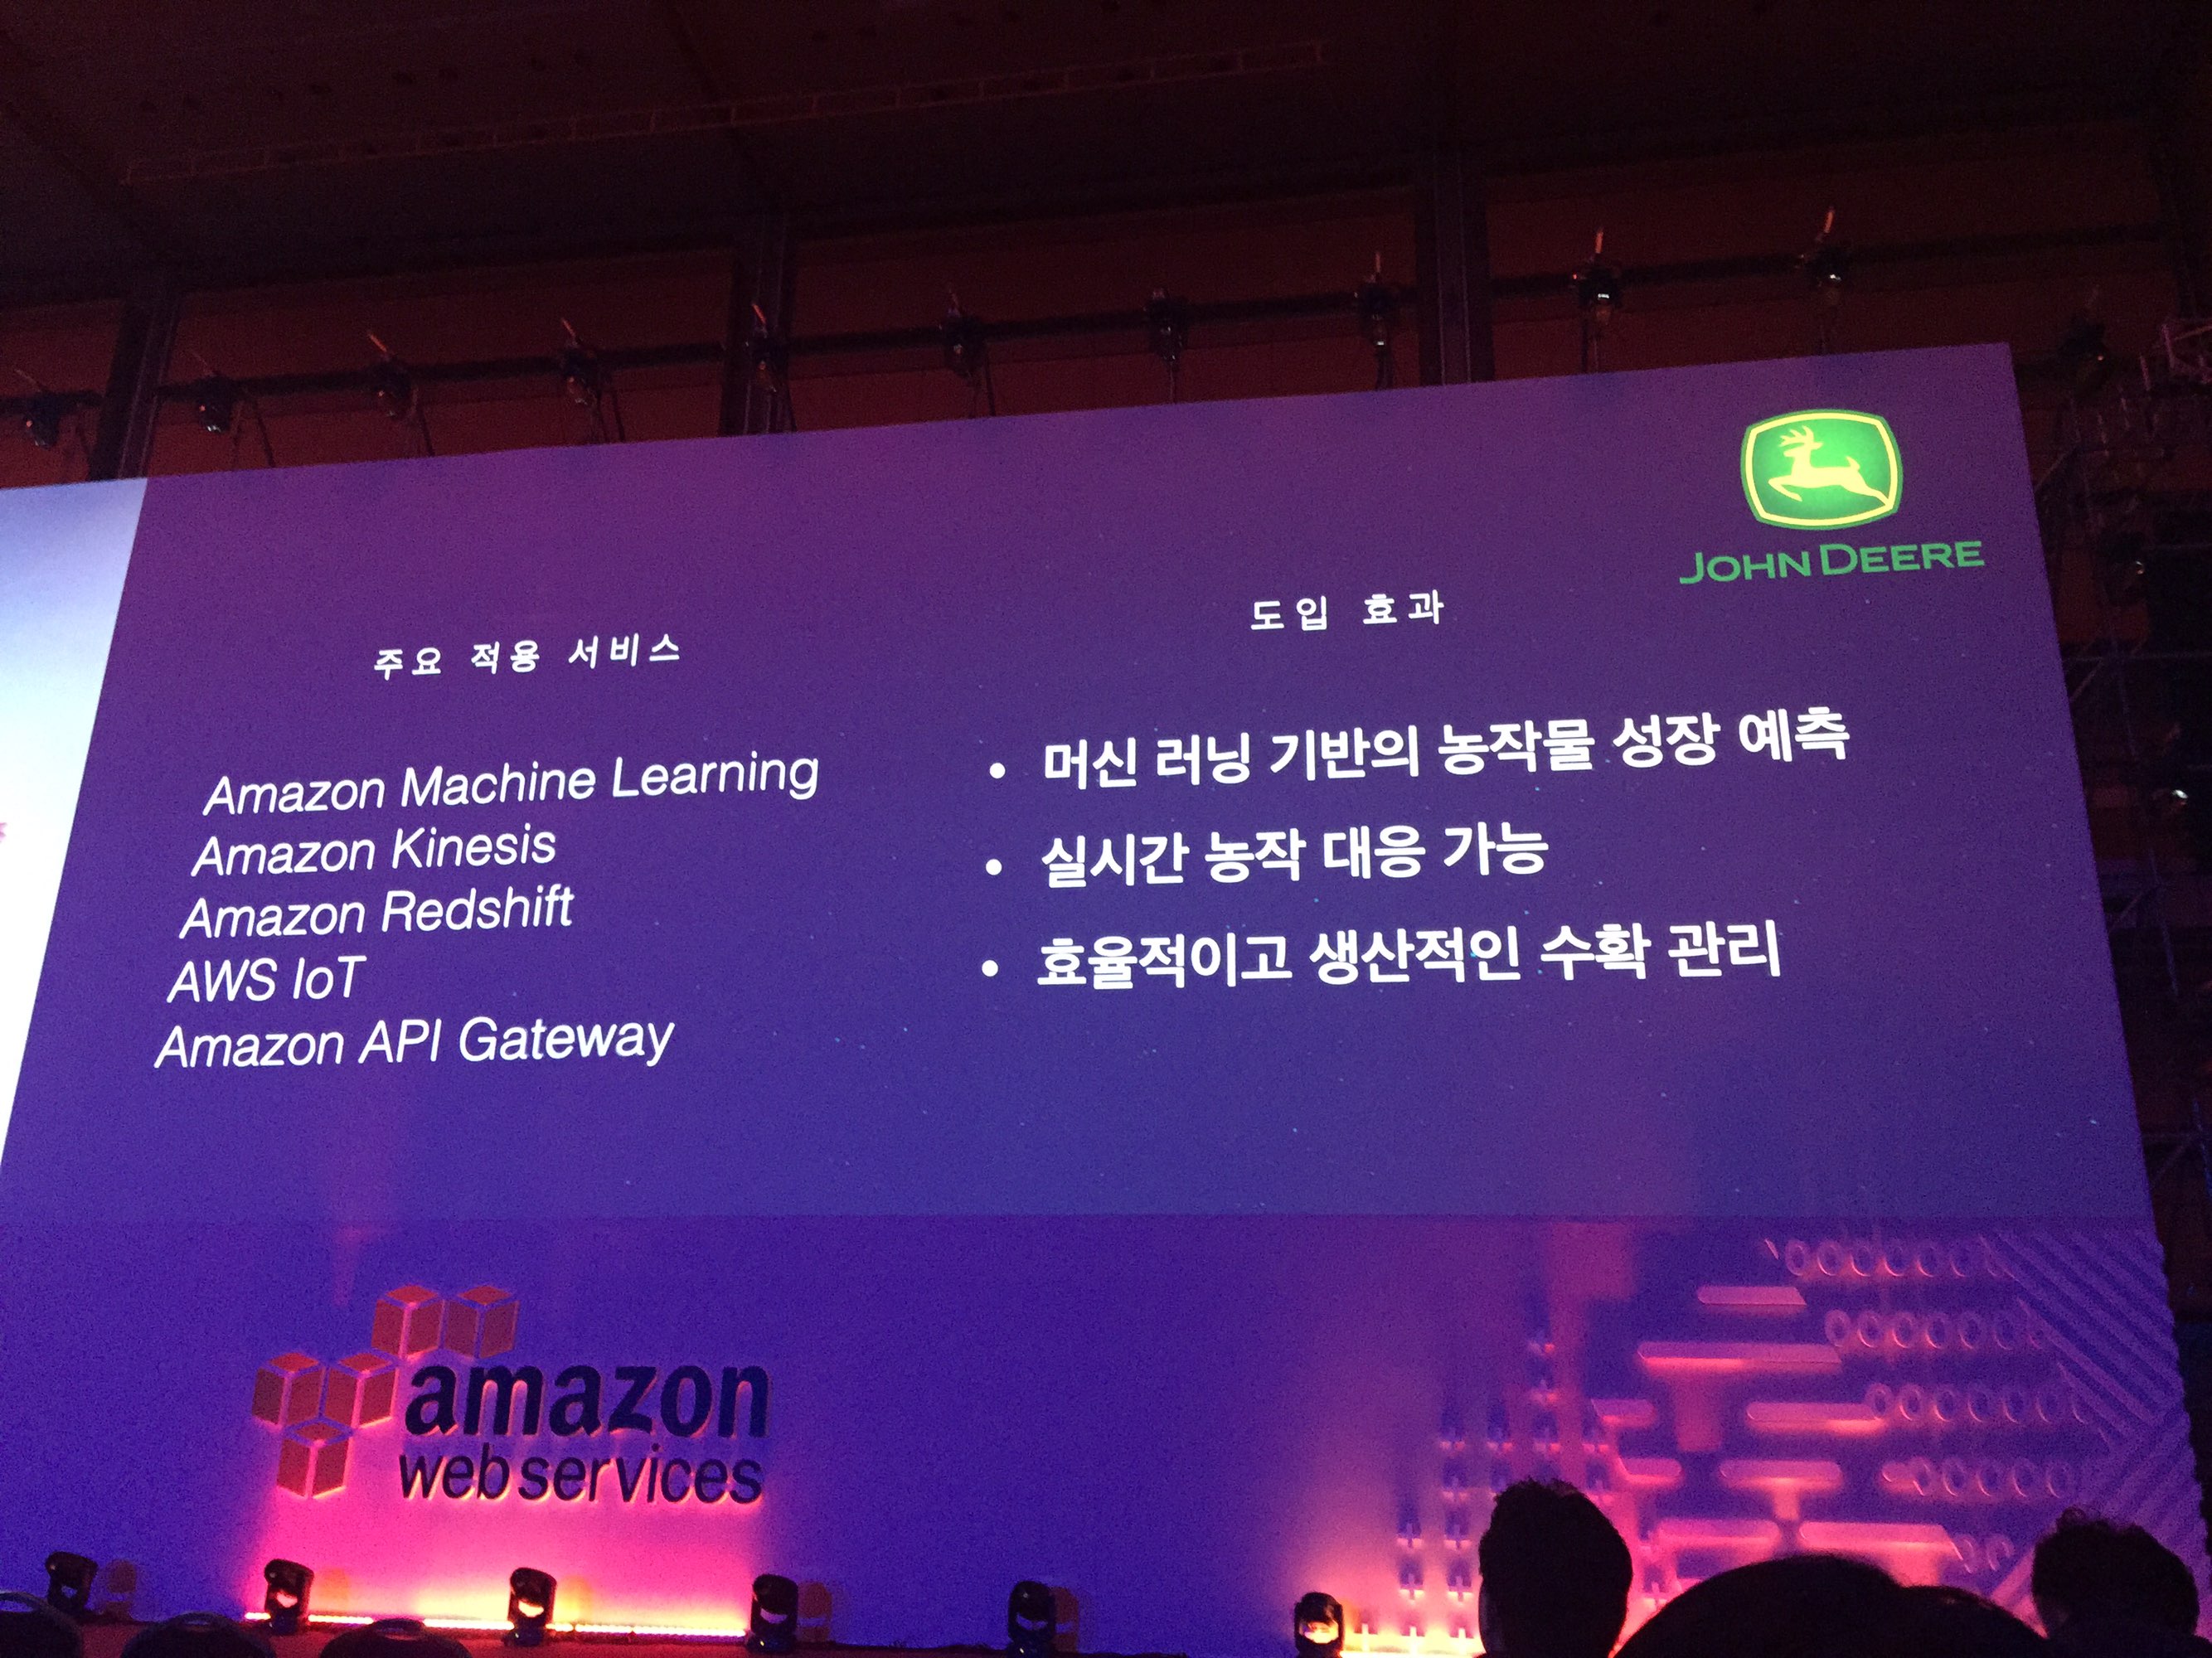 JOHN DEERE
주요 적용 서비스
Amazon Machine Learning
Amazon Kinesis
Amazon Redshift
AWS IoT
Amazon API Gateway
도입 효과
• 머신 러닝 기반의 농작물 성장 예측
• 실시간 농작 대응 가능
• 효율적이고 생산적인 수확 관리
amazon
web services